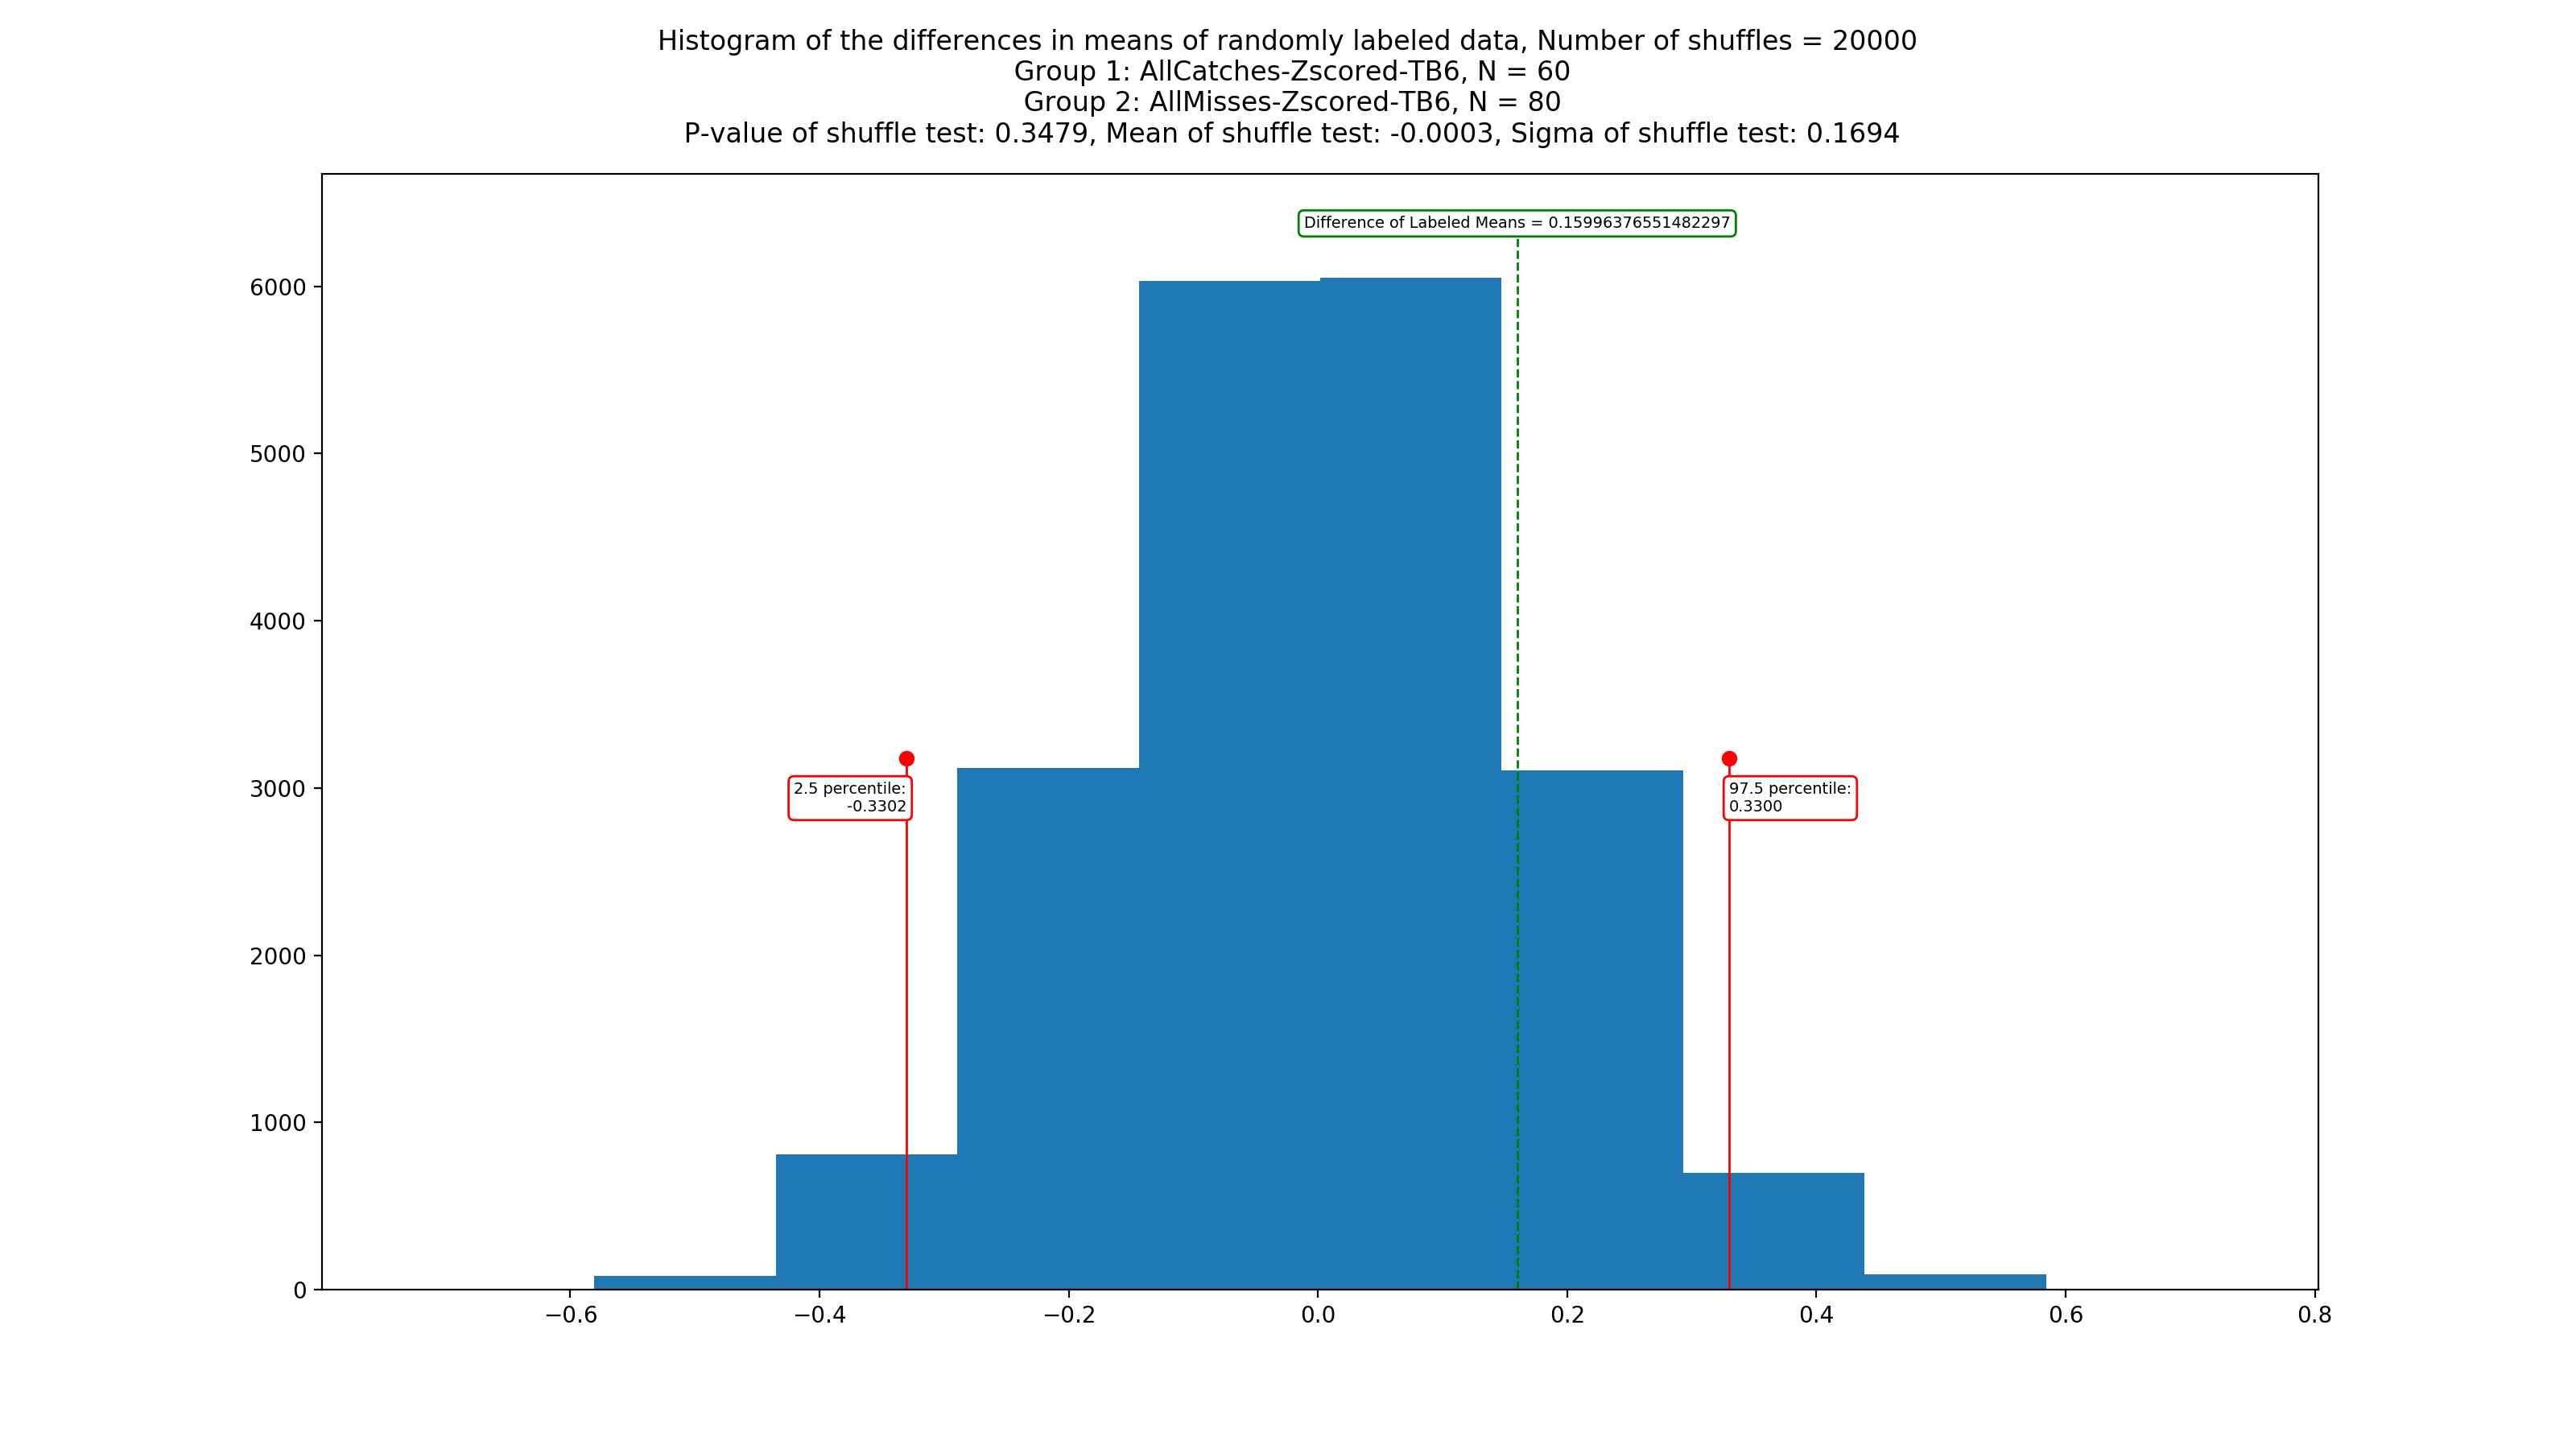 Histogram of the differences in means of randomly labeled data, Number of shuffles = 20000
Group 1: AllCatches-Zscored-TB6, N = 60
Group 2: AllMisses-Zscored-TB6, N = 80
P-value of shuffle test: 0.3479, Mean of shuffle test: -0.0003, Sigma of shuffle test: 0.1694
Difference of Labeled Means = 0.15996376551482297
6000
5000
4000
3000
2000
1000
0
2.5 percentile:
-0.3302
97.5 percentile:
0.3300
−0.6
−0.4
−0.2
0.0
0.2
0.4
0.6
0.8